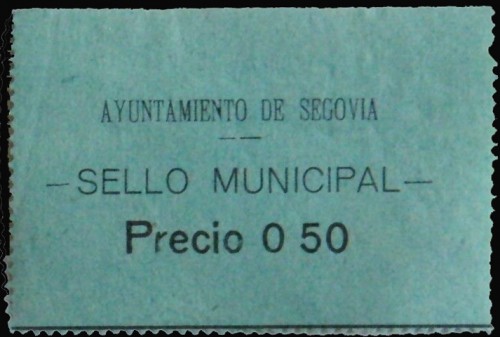 AYUNTAMIENTO DE SEGOVIA
— SELLO MUNICIPAL —
Precio 0 50